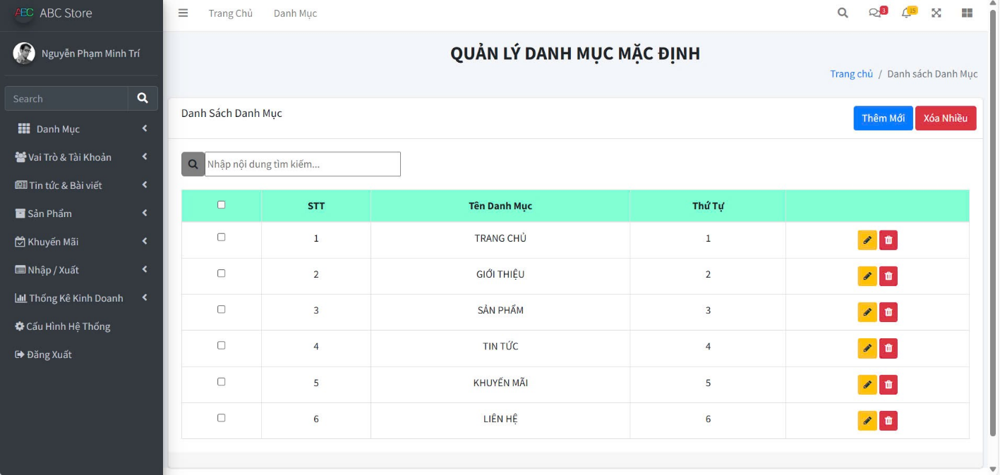 AEC ABC Store
Trang Chủ Danh Mục
3 15
Nguyễn Phạm Minh Trí
Search
Danh Mục
Vai Trò & Tài Khoản
Tin tức & Bài viết
Sản Phẩm
Khuyến Mãi
Nhập / Xuất
Thống Kê Kinh Doanh
Cấu Hình Hệ Thống
Đăng Xuất
QUẢN LÝ DANH MỤC MẶC ĐỊNH
Trang chủ / Danh sách Danh Mục
Danh Sách Danh Mục
Thêm Mới Xóa Nhiều
Nhập nội dung tìm kiếm...
STT Tên Danh Mục Thứ Tự
1 TRANG CHỦ 1
2 GIỚI THIỆU 2
3 SẢN PHẨM 3
4 TIN TỨC 4
5 KHUYẾN MÃI 5
6 LIÊN HỆ 6